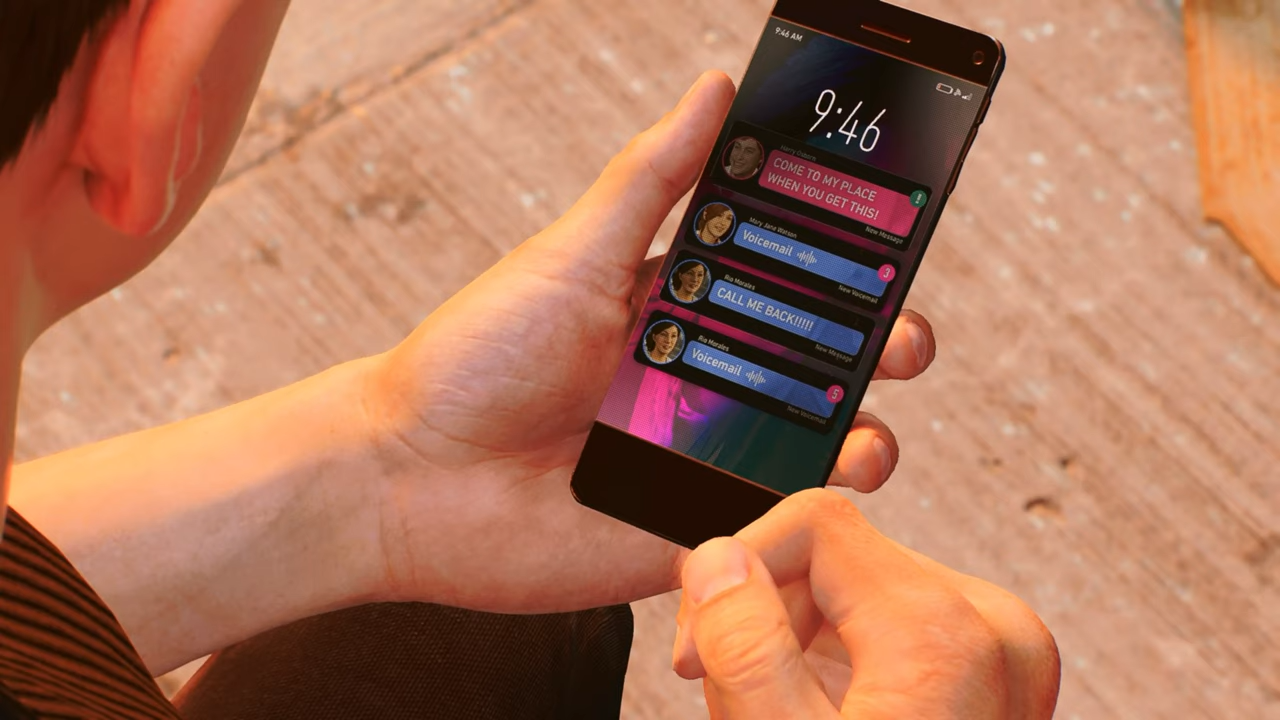 9:46 AM
9:46
Harry Osborn
COME TO MY PLACE
WHEN YOU GET THIS!
!
New Message
Mary Jane Watson
Voicemail
3
New Voicemail
Rio Morales
CALL ME BACK!!!!!
New Message
Rio Morales
Voicemail
5
New Voicemail